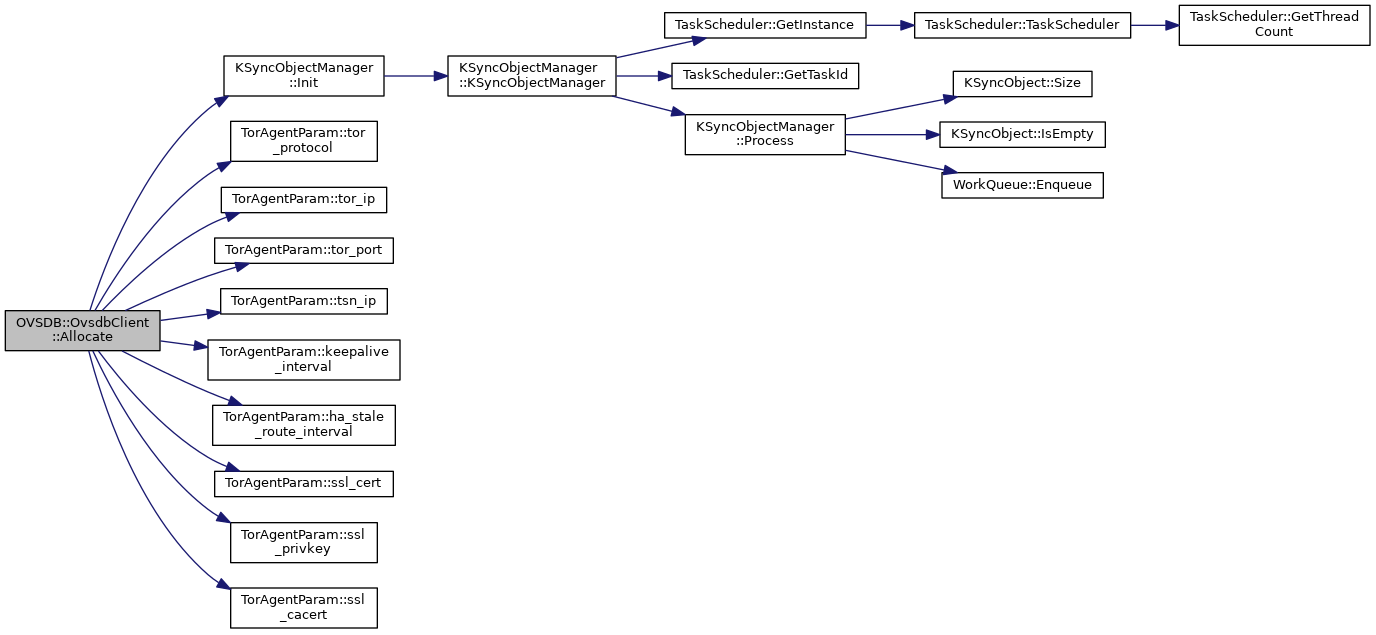 OVSDB::OvsdbClient
::Allocate
KSyncObjectManager
::Init
TorAgentParam::tor
_protocol
TorAgentParam::tor_ip
TorAgentParam::tor_port
TorAgentParam::tsn_ip
TorAgentParam::keepalive
_interval
TorAgentParam::ha_stale
_route_interval
TorAgentParam::ssl_cert
TorAgentParam::ssl
_privkey
TorAgentParam::ssl
_cacert
KSyncObjectManager
::KSyncObjectManager
TaskScheduler::GetInstance
TaskScheduler::GetTaskId
KSyncObjectManager
::Process
TaskScheduler::TaskScheduler
TaskScheduler::GetThread
Count
KSyncObject::Size
KSyncObject::IsEmpty
WorkQueue::Enqueue